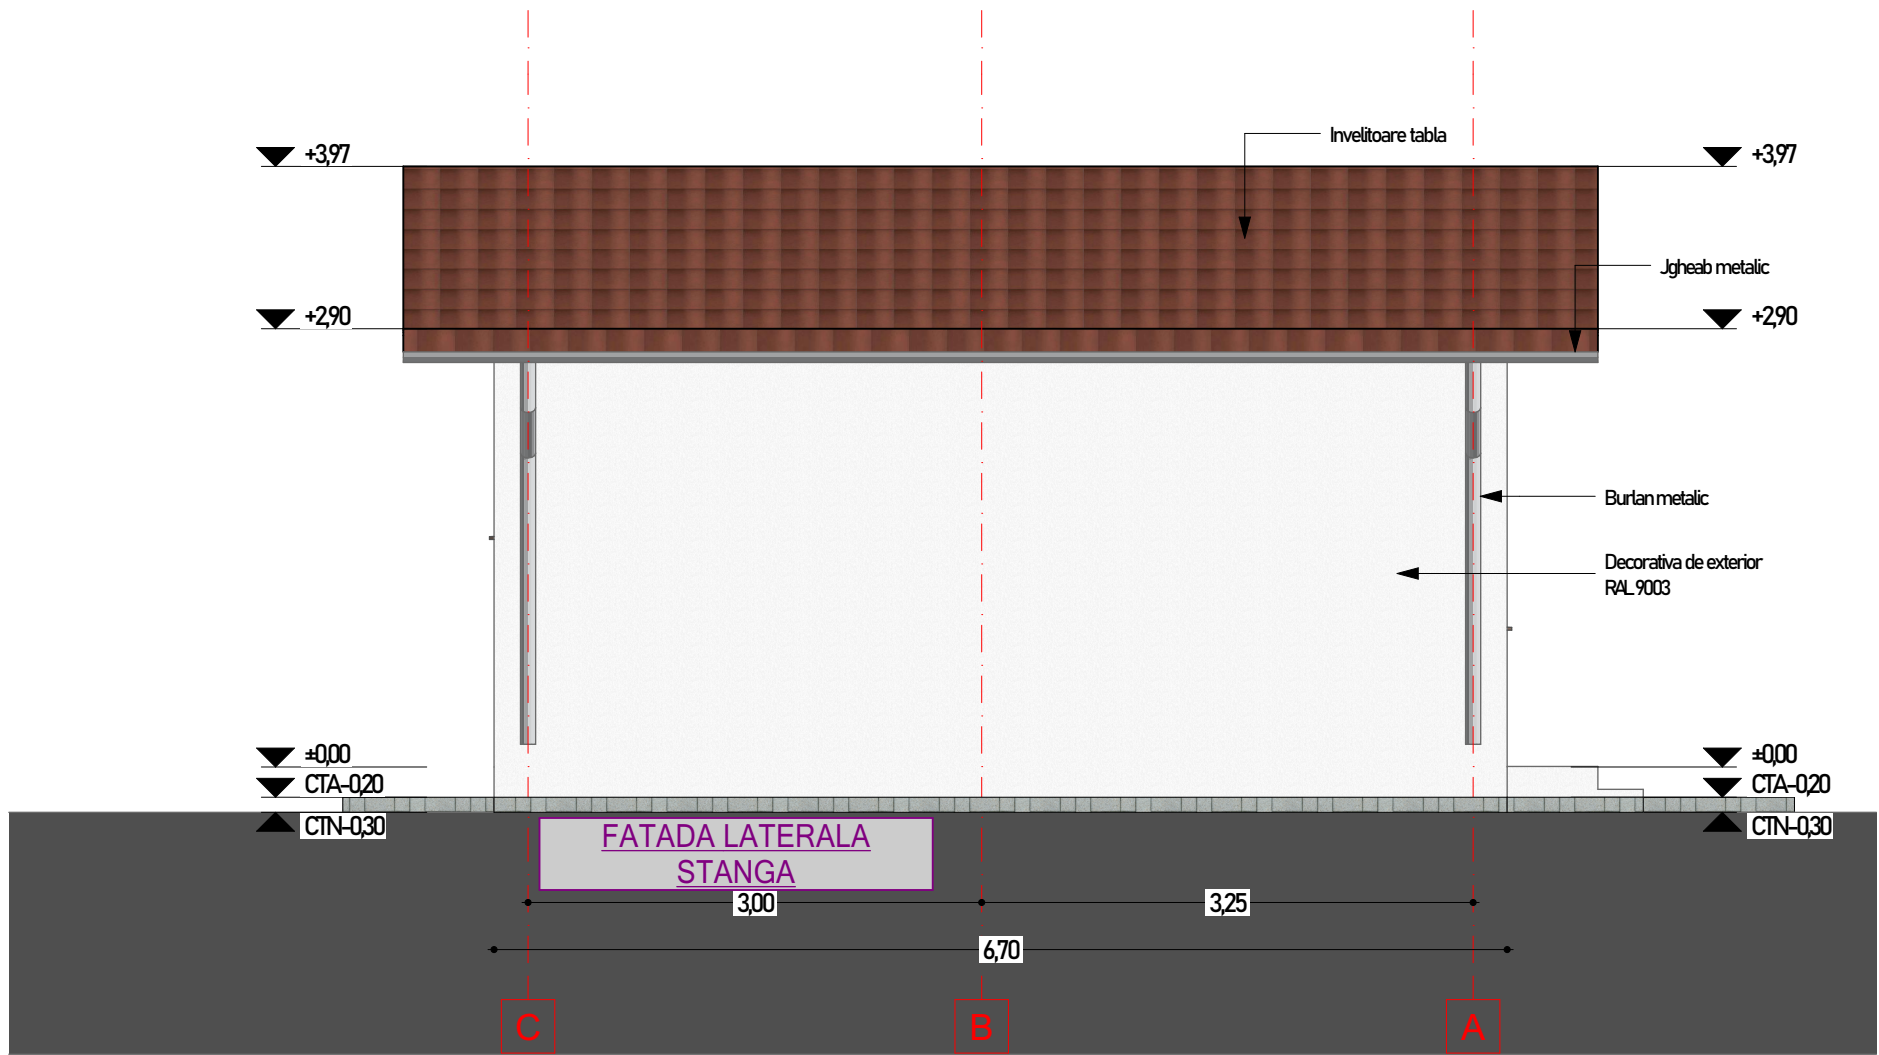 Invelitoare tabla
+3,97
+3,97
Jgheab metalic
+2,90
+2,90
Burlan metalic
Decorativa de exterior
RAL 9003
±0,00
±0,00
CTA-0,20
CTA-0,20
CTN-0,30
CTN-0,30
FATADA LATERALA
STANGA
3,00
3,25
6,70
C
B
A